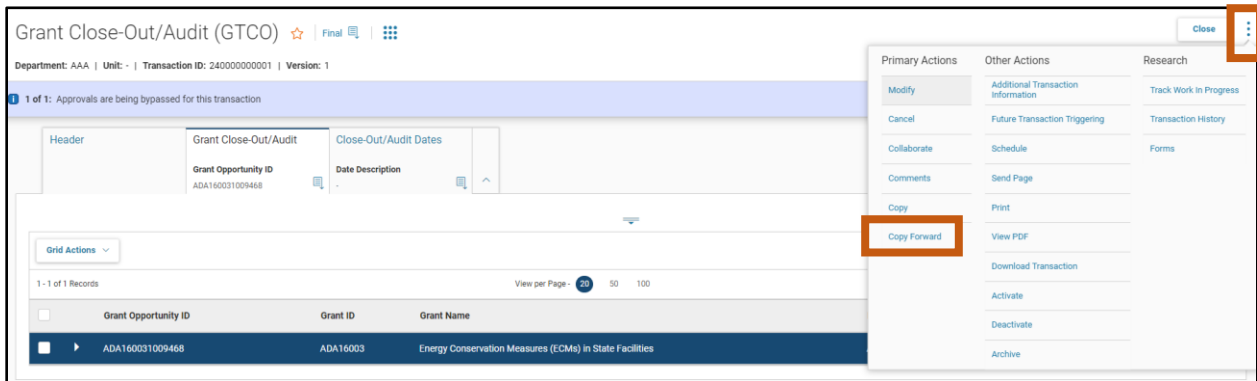 Grant Close-Out/Audit (GTCO) Final
Close
Department: AAA | Unit: - | Transaction ID: 240000000001 | Version: 1
1 of 1: Approvals are being bypassed for this transaction
Header
Grant Close-Out/Audit
Grant Opportunity ID
ADA160031009468
Close-Out/Audit Dates
Date Description
-
Grid Actions
1 - 1 of 1 Records
View per Page - 20 50 100
Grant Opportunity ID Grant ID Grant Name
ADA160031009468 ADA16003 Energy Conservation Measures (ECMs) in State Facilities
Primary Actions
Modify
Cancel
Collaborate
Comments
Copy
Copy Forward
Other Actions
Additional Transaction
Information
Future Transaction Triggering
Schedule
Send Page
Print
View PDF
Download Transaction
Activate
Deactivate
Archive
Research
Track Work in Progress
Transaction History
Forms